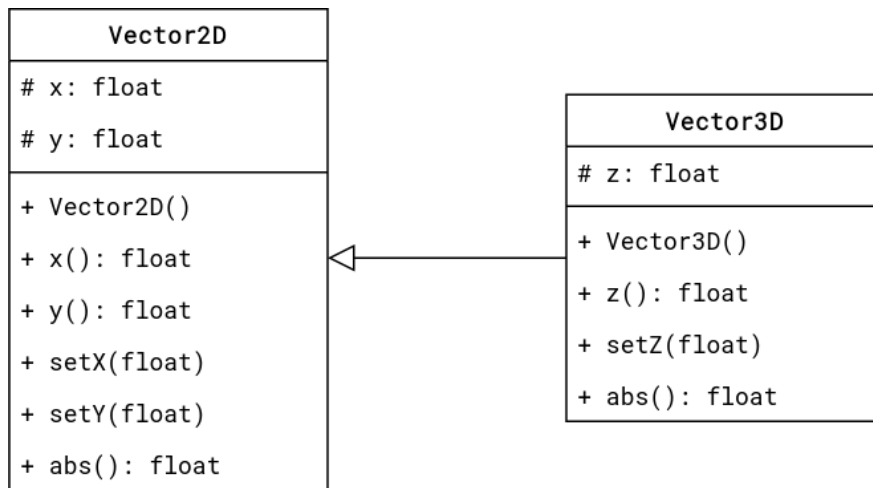 Vector2D
# x: float
# y: float
+ Vector2D()
+ x(): float
+ y(): float
+ setX(float)
+ setY(float)
+ abs(): float
Vector3D
# z: float
+ Vector3D()
+ z(): float
+ setZ(float)
+ abs(): float